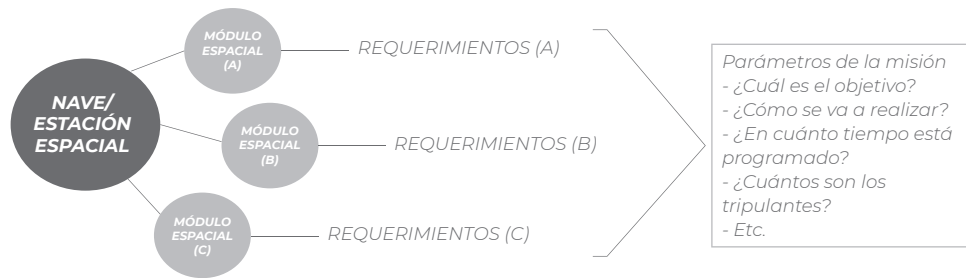 NAVE/
ESTACIÓN
ESPACIAL
MÓDULO
ESPACIAL
(A)
REQUERIMIENTOS (A)
MÓDULO
ESPACIAL
(B)
REQUERIMIENTOS (B)
MÓDULO
ESPACIAL
(C)
REQUERIMIENTOS (C)
Parámetros de la misión
- ¿Cuál es el objetivo?
- ¿Cómo se va a realizar?
- ¿En cuánto tiempo está
programado?
- ¿Cuántos son los
tripulantes?
- Etc.